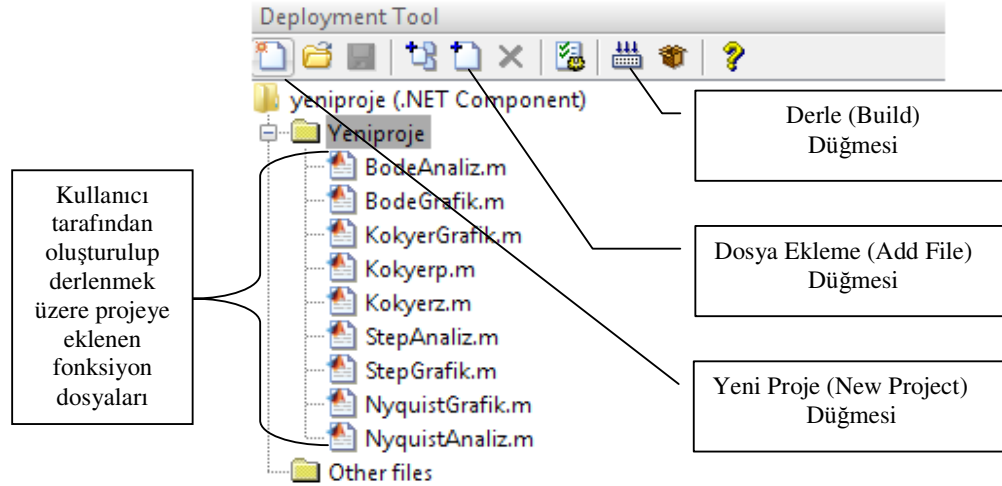 Deployment Tool
yeniproje (.NET Component)
Yeniproje
BodeAnaliz.m
BodeGrafik.m
KokyerGrafik.m
Kokyerp.m
Kokyerz.m
StepAnaliz.m
StepGrafik.m
NyquistGrafik.m
NyquistAnaliz.m
Other files
Kullanıcı
tarafından
oluşturulup
derlenmek
üzere projeye
eklenen
fonksiyon
dosyaları
Derle (Build)
Düğmesi
Dosya Ekleme (Add File)
Düğmesi
Yeni Proje (New Project)
Düğmesi